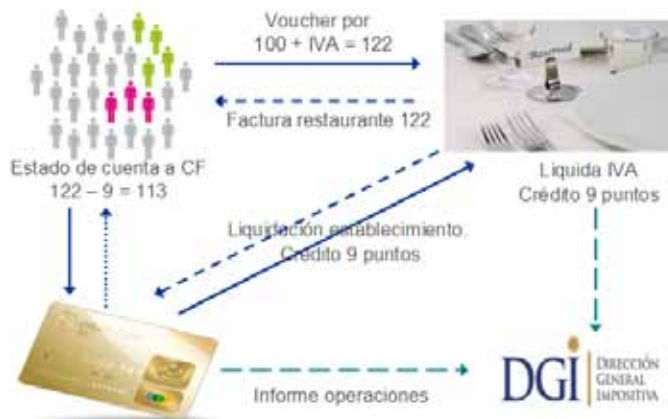 Voucher por
100 + IVA = 122
Factura restaurante 122
Estado de cuenta a CF
122 – 9 = 113
Liquida IVA
Crédito 9 puntos
Liquidación establecimiento.
Crédito 9 puntos
Informe operaciones
DGI
DIRECCIÓN
GENERAL
IMPOSITIVA